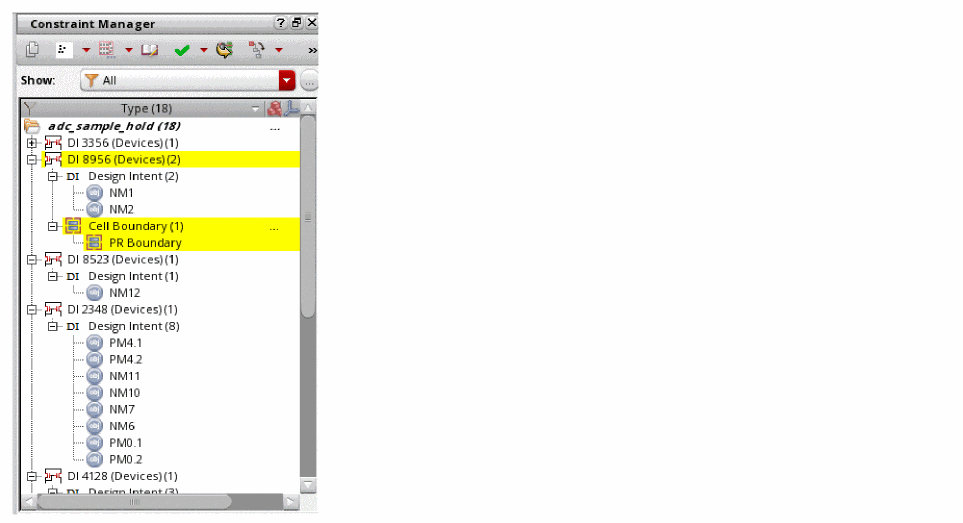 Constraint Manager
Show: All ...
Type (18)
adc_sample_hold (18) ...
DI 3356 (Devices) (1)
DI 8956 (Devices) (2)
DI Design Intent (2)
NM1
NM2
Cell Boundary (1) ...
PR Boundary
DI 8523 (Devices) (1)
DI Design Intent (1)
NM12
DI 2348 (Devices) (1)
DI Design Intent (8)
PM4.1
PM4.2
NM11
NM10
NM7
NM6
PM0.1
PM0.2
DI 4128 (Devices) (1)
DI Design Intent (3)